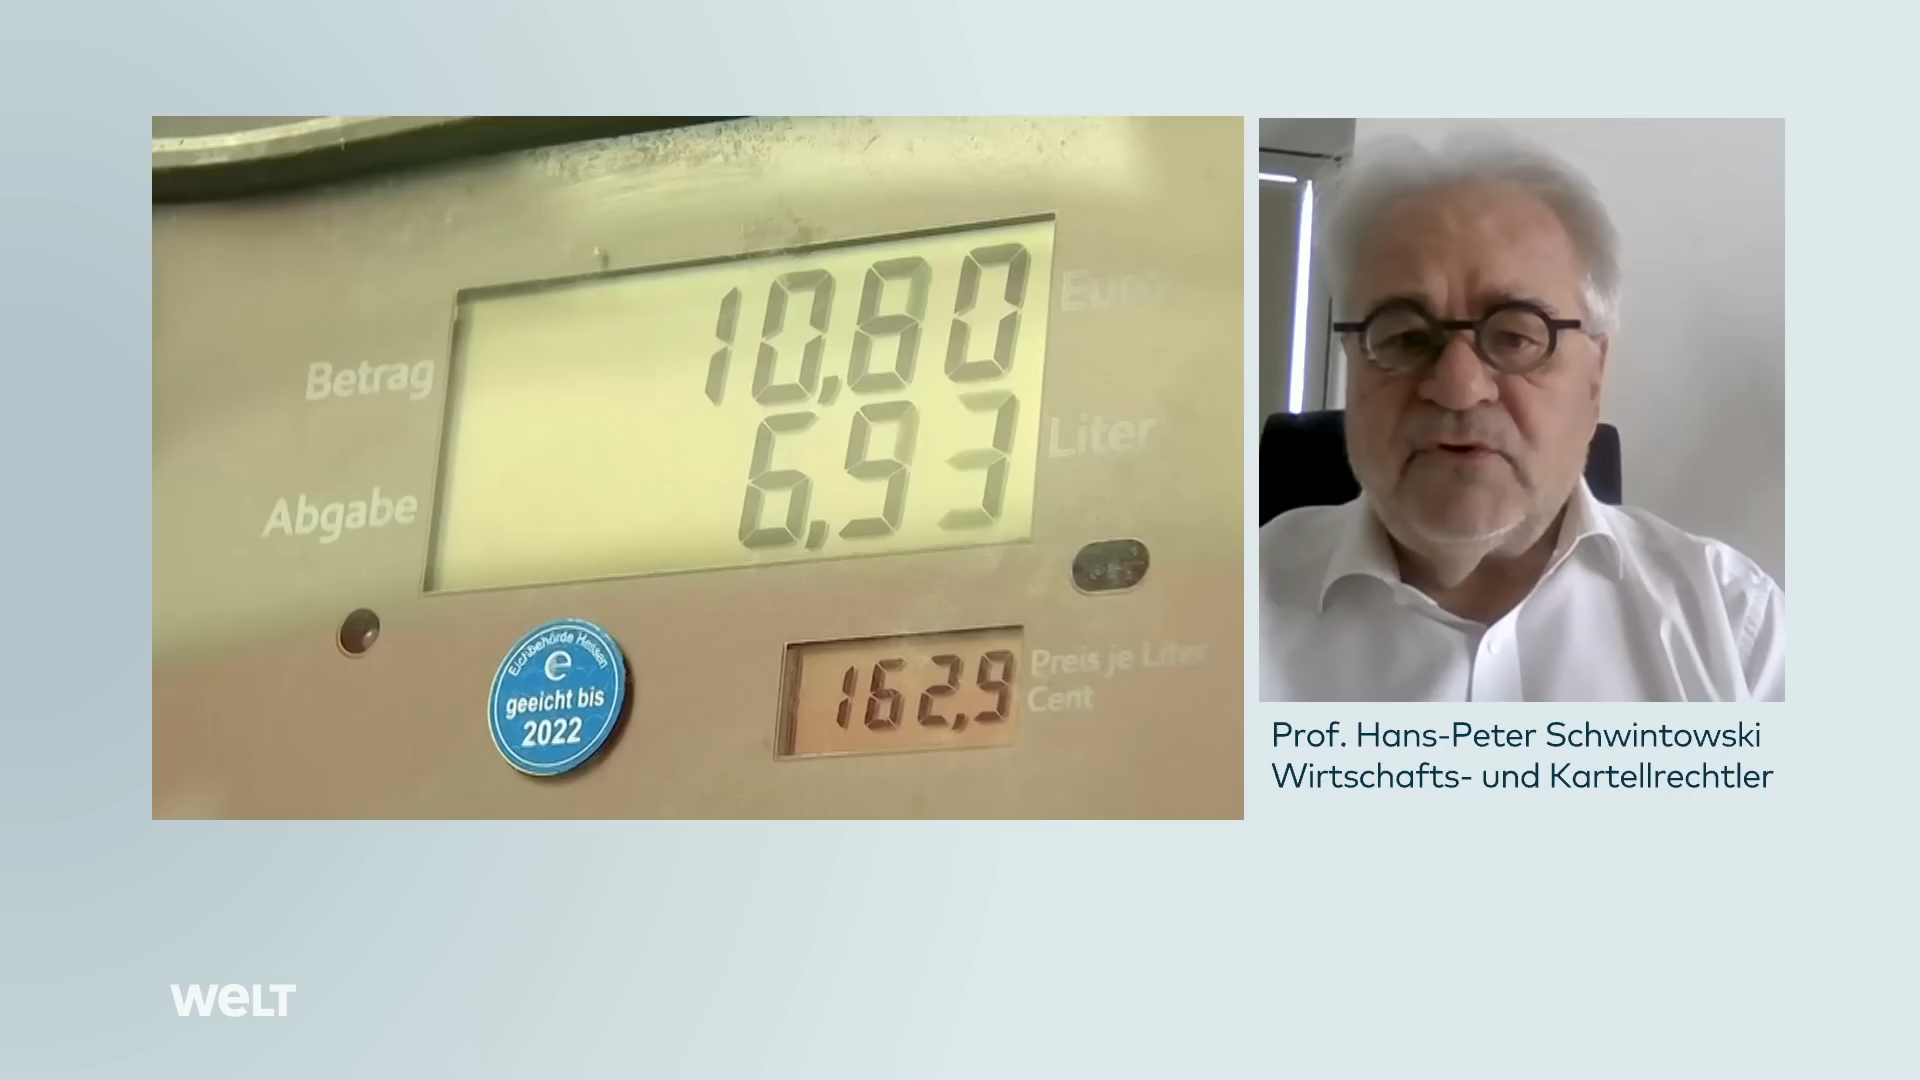 Betrag 10,80 Euro
Abgabe 6,93 Liter
Eichbehörde Hessen
e
geeicht bis
2022
162,9 Preis je Liter
Cent
Prof. Hans-Peter Schwintowski
Wirtschafts- und Kartellrechtler
WELT